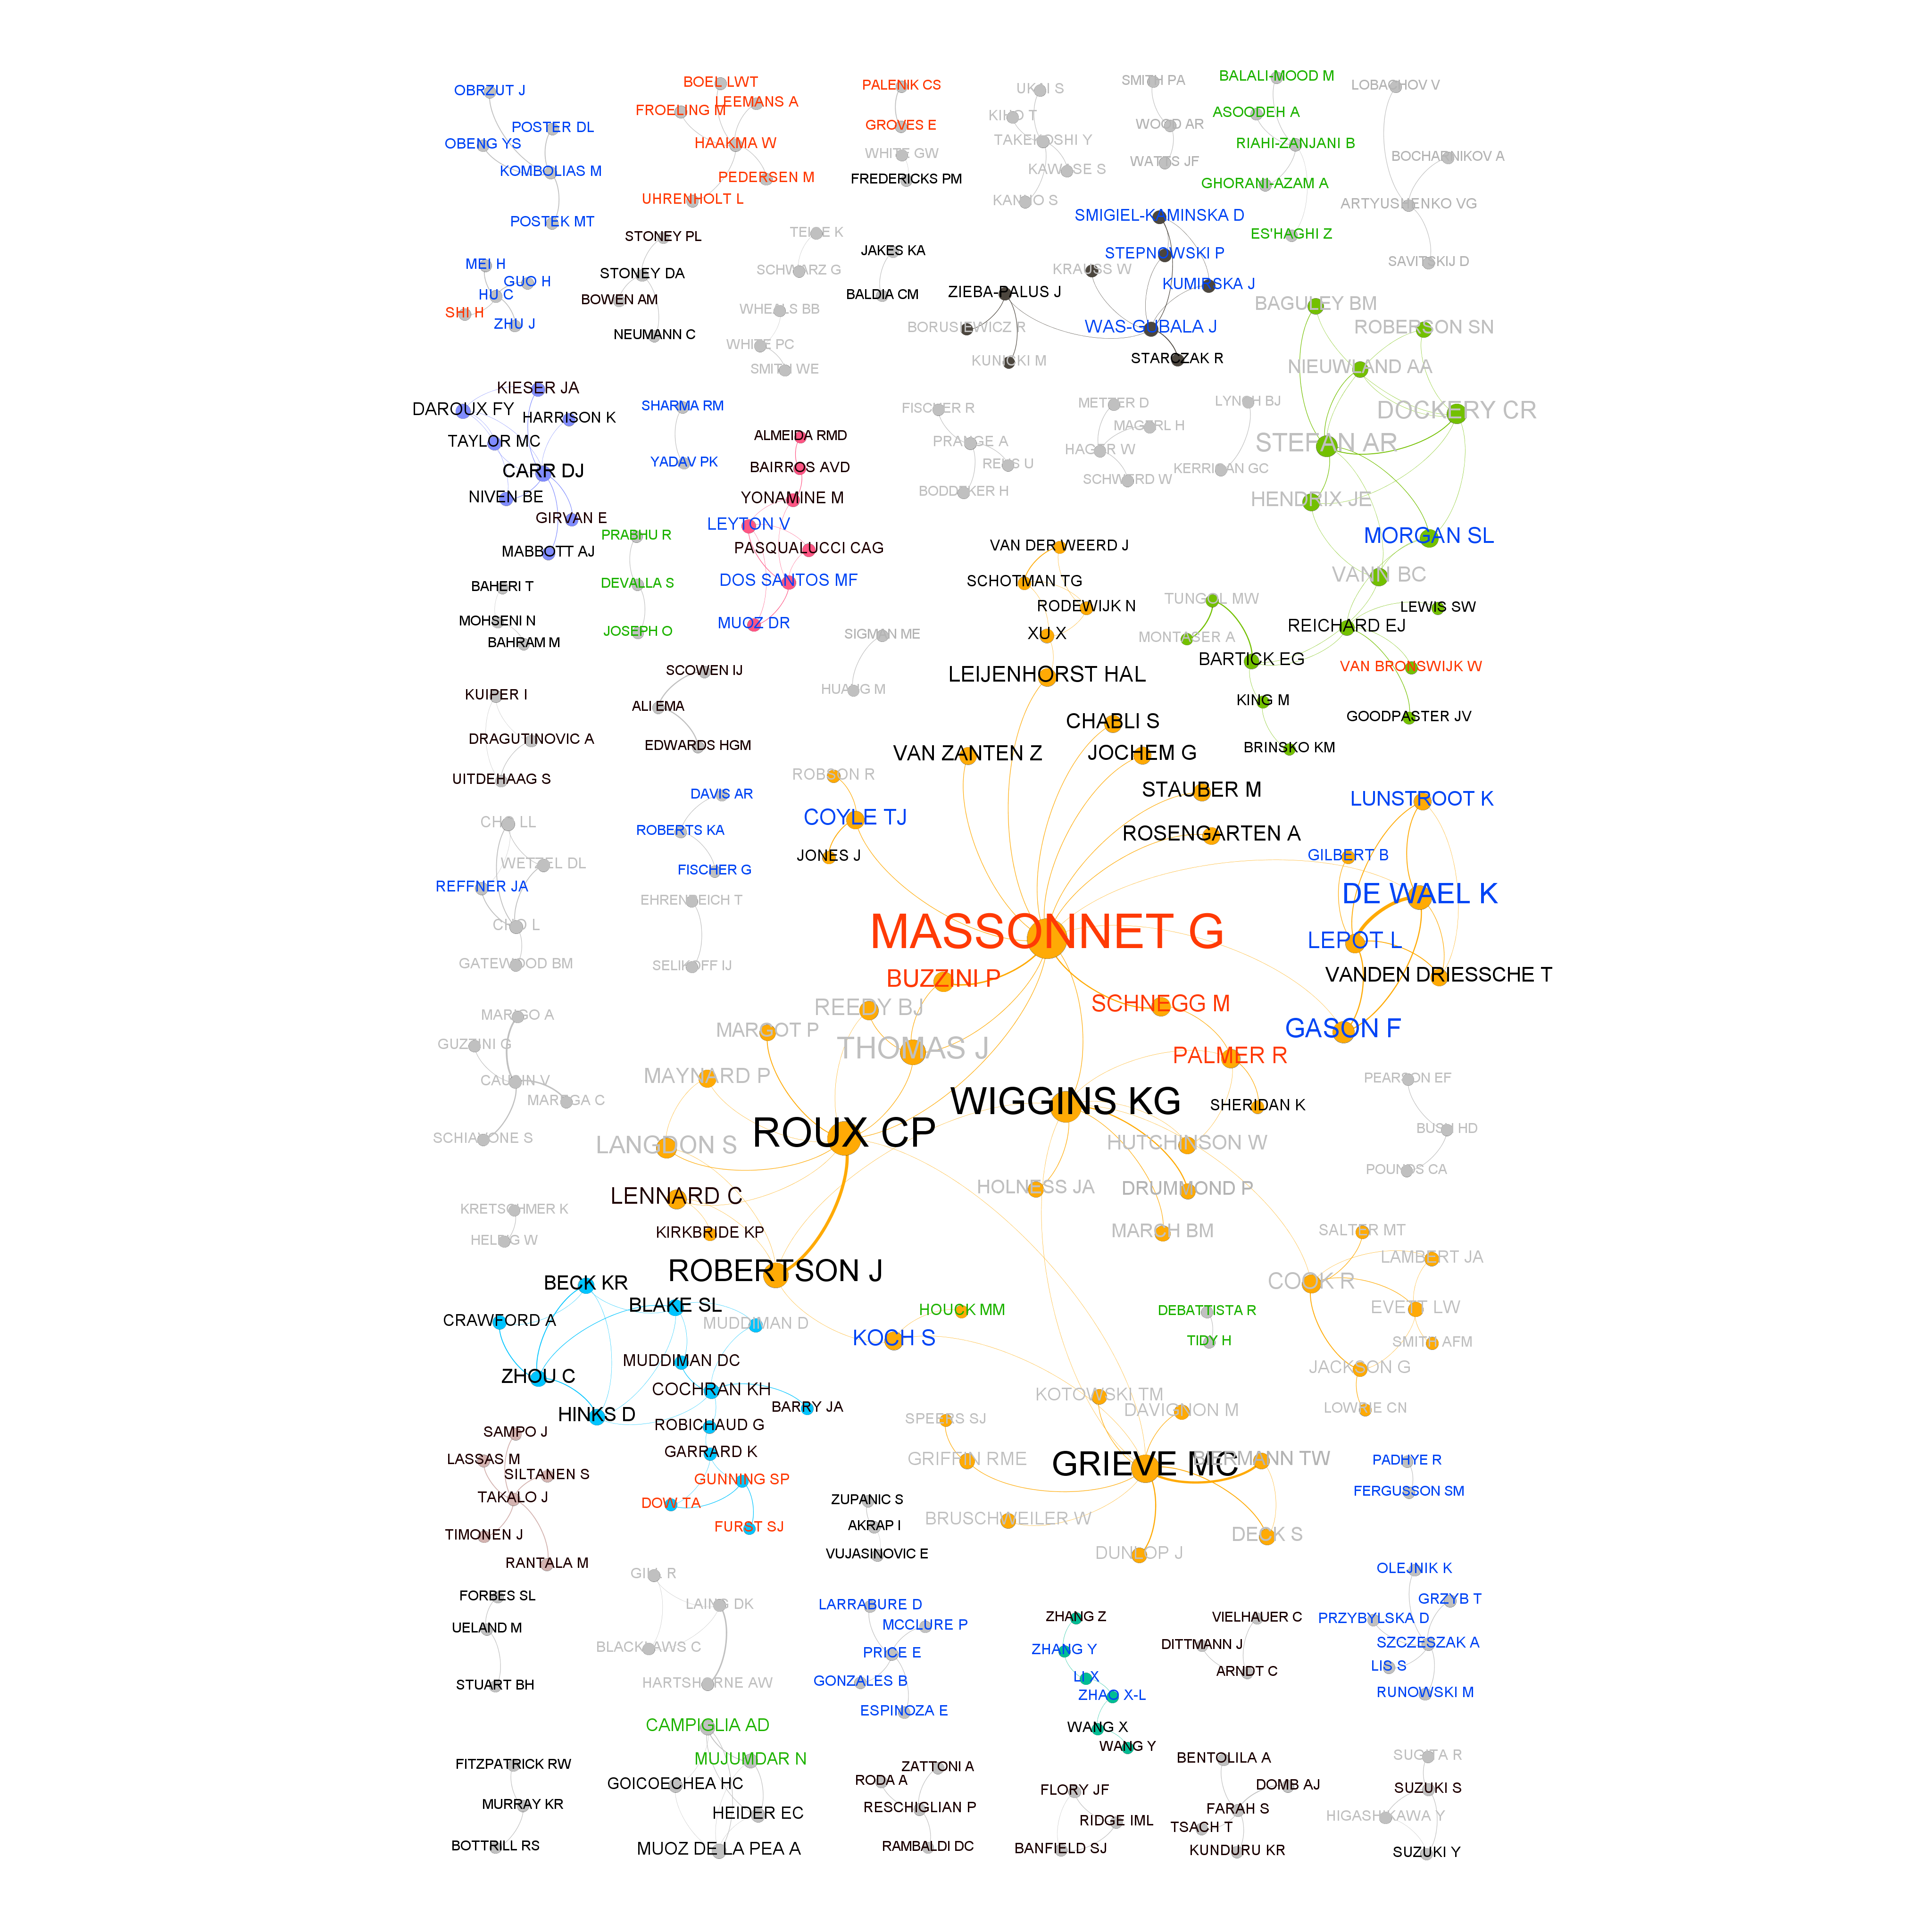 OBRZUT J
POSTER DL
OBENG YS
KOMBOLIAS M
POSTEK MT
BOEL LWT
LEEMANS A
FROELING M
HAAKMA W
PEDERSEN M
UHRENHOLT L
PALENIK CS
GROVES E
WHITE GW
FREDERICKS PM
UKAI S
KIHO T
TAKEKOSHI Y
KAWASE S
KANNO S
SMITH PA
WOOD AR
WATTS JF
BALALI-MOOD M
ASOODEH A
RIAHI-ZANJANI B
GHORANI-AZAM A
ES'HAGHI Z
LOBACHOV V
BOCHARNIKOV A
ARTYUSHENKO VG
SAVITSKIJ D
MEI H
GUO H
HU C
SHI H
ZHU J
STONEY PL
STONEY DA
BOWEN AM
NEUMANN C
TEIGE K
SCHWARZ G
WHEALS BB
WHITE PC
SMITH WE
JAKES KA
BALDIA CM
SMIGIEL-KAMINSKA D
STEPNOWSKI P
KRAUSS W
KUMIRSKA J
ZIEBA-PALUS J
BORUSIEWICZ R
WAS-GUBALA J
KUNICKI M
STARCZAK R
BAGULEY BM
ROBERSON SN
NIEUWLAND AA
DOCKERY CR
STEFAN AR
HENDRIX JE
MORGAN SL
VANN BC
KIESER JA
DAROUX FY
HARRISON K
TAYLOR MC
CARR DJ
NIVEN BE
GIRVAN E
MABBOTT AJ
SHARMA RM
YADAV PK
ALMEIDA RMD
BAIRROS AVD
YONAMINE M
LEYTON V
PASQUALUCCI CAG
DOS SANTOS MF
MUOZ DR
FISCHER R
PRANGE A
REUS U
BODDEKER H
METTER D
MAGERL H
HAGER W
SCHWERD W
LYNCH BJ
KERRIGAN GC
PRABHU R
DEVALLA S
JOSEPH O
BAHERI T
MOHSENI N
BAHRAM M
VAN DER WEERD J
SCHOTMAN TG
RODEWIJK N
XU X
LEIJENHORST HAL
TUNGOL MW
MONTASER A
BARTICK EG
KING M
BRINSKO KM
LEWIS SW
REICHARD EJ
VAN BRONSWIJK W
GOODPASTER JV
SIGMAN ME
HUANG M
SCOWEN IJ
ALI EMA
EDWARDS HGM
KUIPER I
DRAGUTINOVIC A
UITDEHAAG S
CHABLI S
VAN ZANTEN Z
JOCHEM G
STAUBER M
ROSENGARTEN A
ROBSON R
COYLE TJ
JONES J
DAVIS AR
ROBERTS KA
FISCHER G
CHO LL
WETZEL DL
REFFNER JA
CHO L
GATEWOOD BM
EHRENREICH T
SELIKOFF IJ
LUNSTROOT K
GILBERT B
DE WAEL K
LEPOT L
VANDEN DRIESSCHE T
GASON F
MASSONNET G
BUZZINI P
SCHNEGG M
REEDY BJ
MARGOT P
THOMAS J
MAYNARD P
PALMER R
WIGGINS KG
SHERIDAN K
ROUX CP
LANGDON S
HUTCHINSON W
MARIGO A
GUZZINI G
CAUSIN V
MAREGA C
SCHIAVONE S
PEARSON EF
BUSH HD
POUNDS CA
LENNARD C
HOLNESS JA
DRUMMOND P
KIRKBRIDE KP
MARCH BM
ROBERTSON J
KRETSCHMER K
HELBIG W
SALTER MT
LAMBERT JA
COOK R
EVETT LW
SMITH AFM
JACKSON G
LOWRIE CN
BECK KR
BLAKE SL
CRAWFORD A
MUDDIMAN D
MUDDIMAN DC
ZHOU C
COCHRAN KH
BARRY JA
HINKS D
ROBICHAUD G
GARRARD K
GUNNING SP
DOW TA
FURST SJ
HOUCK MM
KOCH S
DEBATTISTA R
TIDY H
KOTOWSKI TM
DAVIGNON M
SPEERS SJ
GRIFFIN RME
GRIEVE MC
BIERMANN TW
BRUSCHWEILER W
DECK S
DUNLOP J
SAMPO J
LASSAS M
SILTANEN S
TAKALO J
TIMONEN J
RANTALA M
ZUPANIC S
AKRAP I
VUJASINOVIC E
PADHYE R
FERGUSSON SM
FORBES SL
UELAND M
STUART BH
GILL R
LAING DK
BLACKLAWS C
HARTSHORNE AW
LARRABURE D
MCCLURE P
PRICE E
GONZALES B
ESPINOZA E
ZHANG Z
ZHANG Y
LI X
ZHAO X-L
WANG X
WANG Y
VIELHAUER C
DITTMANN J
ARNDT C
OLEJNIK K
GRZYB T
PRZYBYLSKA D
SZCZESZAK A
LIS S
RUNOWSKI M
FITZPATRICK RW
MURRAY KR
BOTTRILL RS
CAMPIGLIA AD
MUJUMDAR N
GOICOECHEA HC
HEIDER EC
MUOZ DE LA PEA A
ZATTONI A
RODA A
RESCHIGLIAN P
RAMBALDI DC
FLORY JF
RIDGE IML
BANFIELD SJ
BENTOLILA A
DOMB AJ
FARAH S
TSACH T
KUNDURU KR
SUGITA R
SUZUKI S
HIGASHIKAWA Y
SUZUKI Y